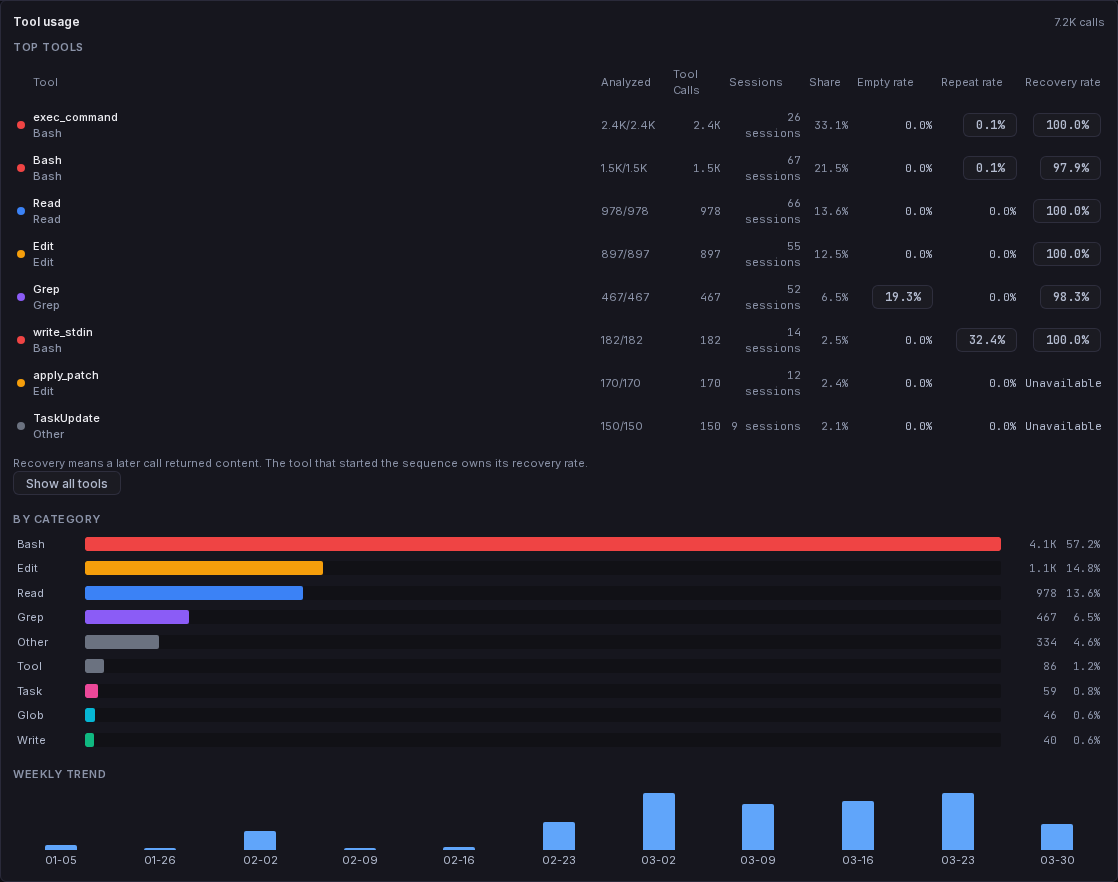 Tool usage 7.2K calls
TOP TOOLS
Tool Analyzed Tool Calls Sessions Share Empty rate Repeat rate Recovery rate
exec_command
Bash 2.4K/2.4K 2.4K 26 sessions 33.1% 0.0% 0.1% 100.0%
Bash
Bash 1.5K/1.5K 1.5K 67 sessions 21.5% 0.0% 0.1% 97.9%
Read
Read 978/978 978 66 sessions 13.6% 0.0% 0.0% 100.0%
Edit
Edit 897/897 897 55 sessions 12.5% 0.0% 0.0% 100.0%
Grep
Grep 467/467 467 52 sessions 6.5% 19.3% 0.0% 98.3%
write_stdin
Bash 182/182 182 14 sessions 2.5% 0.0% 32.4% 100.0%
apply_patch
Edit 170/170 170 12 sessions 2.4% 0.0% 0.0% Unavailable
TaskUpdate
Other 150/150 150 9 sessions 2.1% 0.0% 0.0% Unavailable
Recovery means a later call returned content. The tool that started the sequence owns its recovery rate.
Show all tools
BY CATEGORY
Bash 4.1K 57.2%
Edit 1.1K 14.8%
Read 978 13.6%
Grep 467 6.5%
Other 334 4.6%
Tool 86 1.2%
Task 59 0.8%
Glob 46 0.6%
Write 40 0.6%
WEEKLY TREND
01-05 01-26 02-02 02-09 02-16 02-23 03-02 03-09 03-16 03-23 03-30